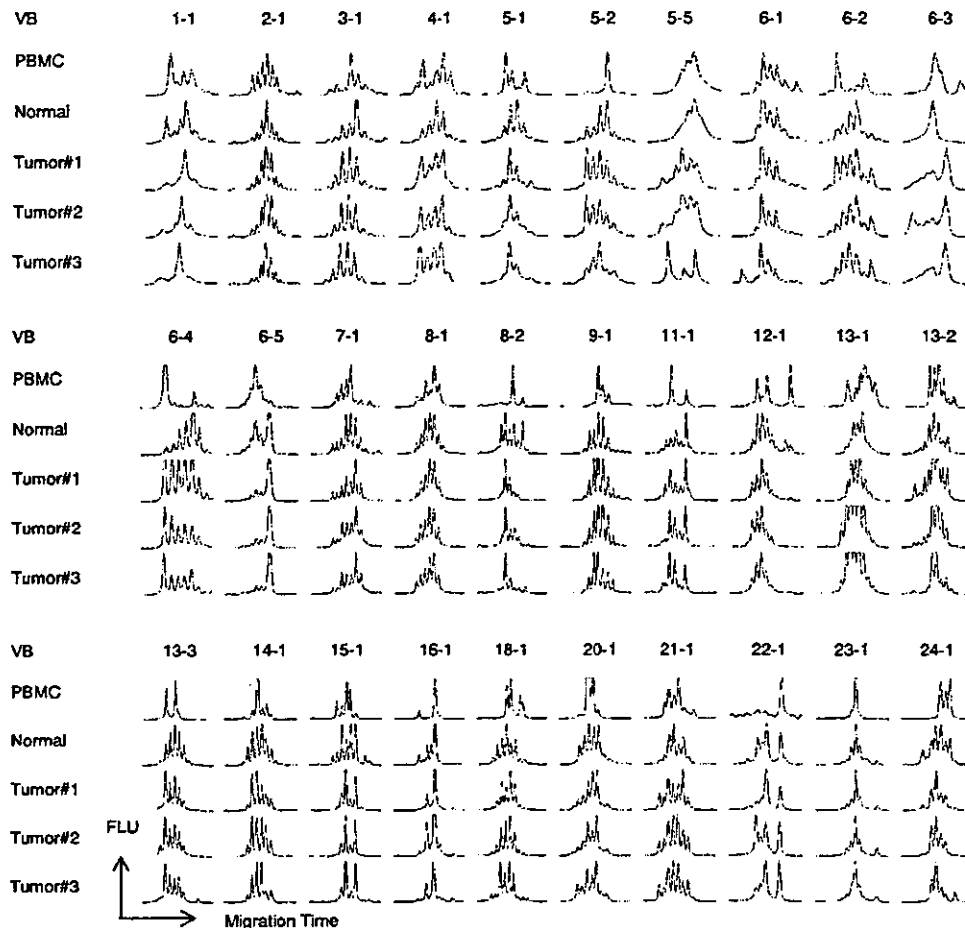 VB 1-1 2-1 3-1 4-1 5-1 5-2 5-5 6-1 6-2 6-3
PBMC
Normal
Tumor#1
Tumor#2
Tumor#3
VB 6-4 6-5 7-1 8-1 8-2 9-1 11-1 12-1 13-1 13-2
PBMC
Normal
Tumor#1
Tumor#2
Tumor#3
VB 13-3 14-1 15-1 16-1 18-1 20-1 21-1 22-1 23-1 24-1
PBMC
Normal
Tumor#1
Tumor#2
Tumor#3
FLU
Migration Time